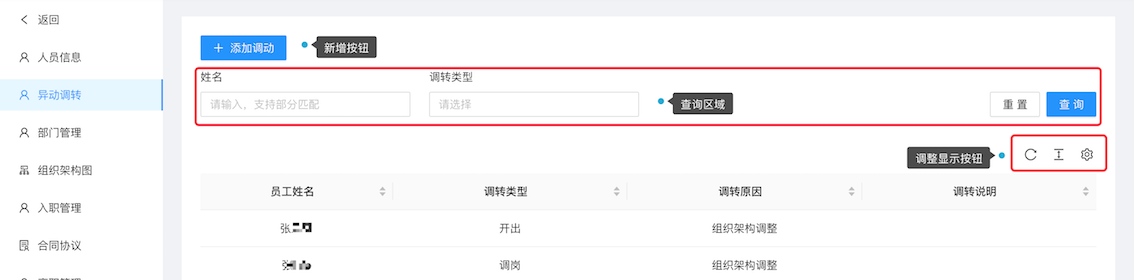 返回
人员信息
异动调转
部门管理
组织架构图
入职管理
合同协议
+ 添加调动
新增按钮
姓名
调转类型
请输入，支持部分匹配
请选择
查询区域
重 置
查 询
调整显示按钮
员工姓名
调转类型
调转原因
调转说明
张
开出
组织架构调整
调岗
组织架构调整